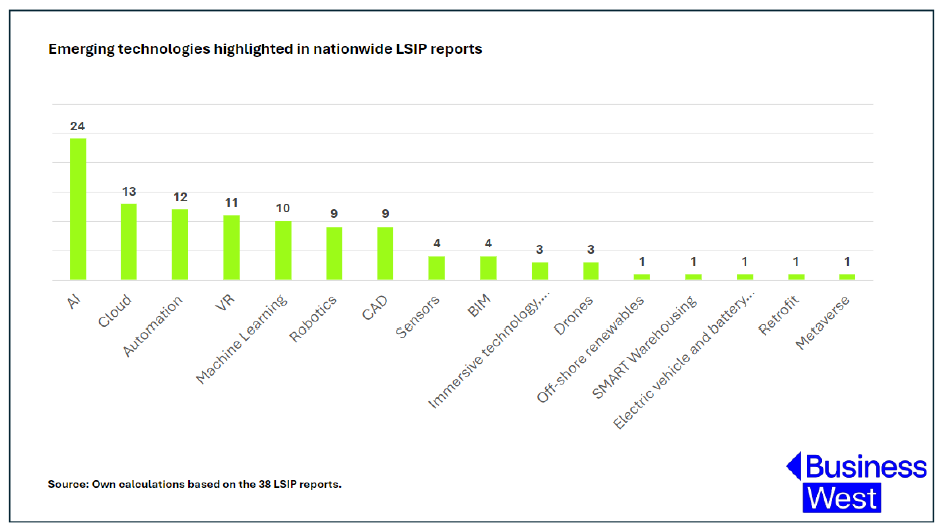 Emerging technologies highlighted in nationwide LSIP reports
24
13
12
11
10
9
9
4
4
3
3
1
1
1
1
1
AI
Cloud
Automation
VR
Machine Learning
Robotics
CAD
Sensors
BIM
Immersive technology,...
Drones
Off-shore renewables
SMART Warehousing
Electric vehicle and battery...
Retrofit
Metaverse
Source: Own calculations based on the 38 LSIP reports.
Business
West